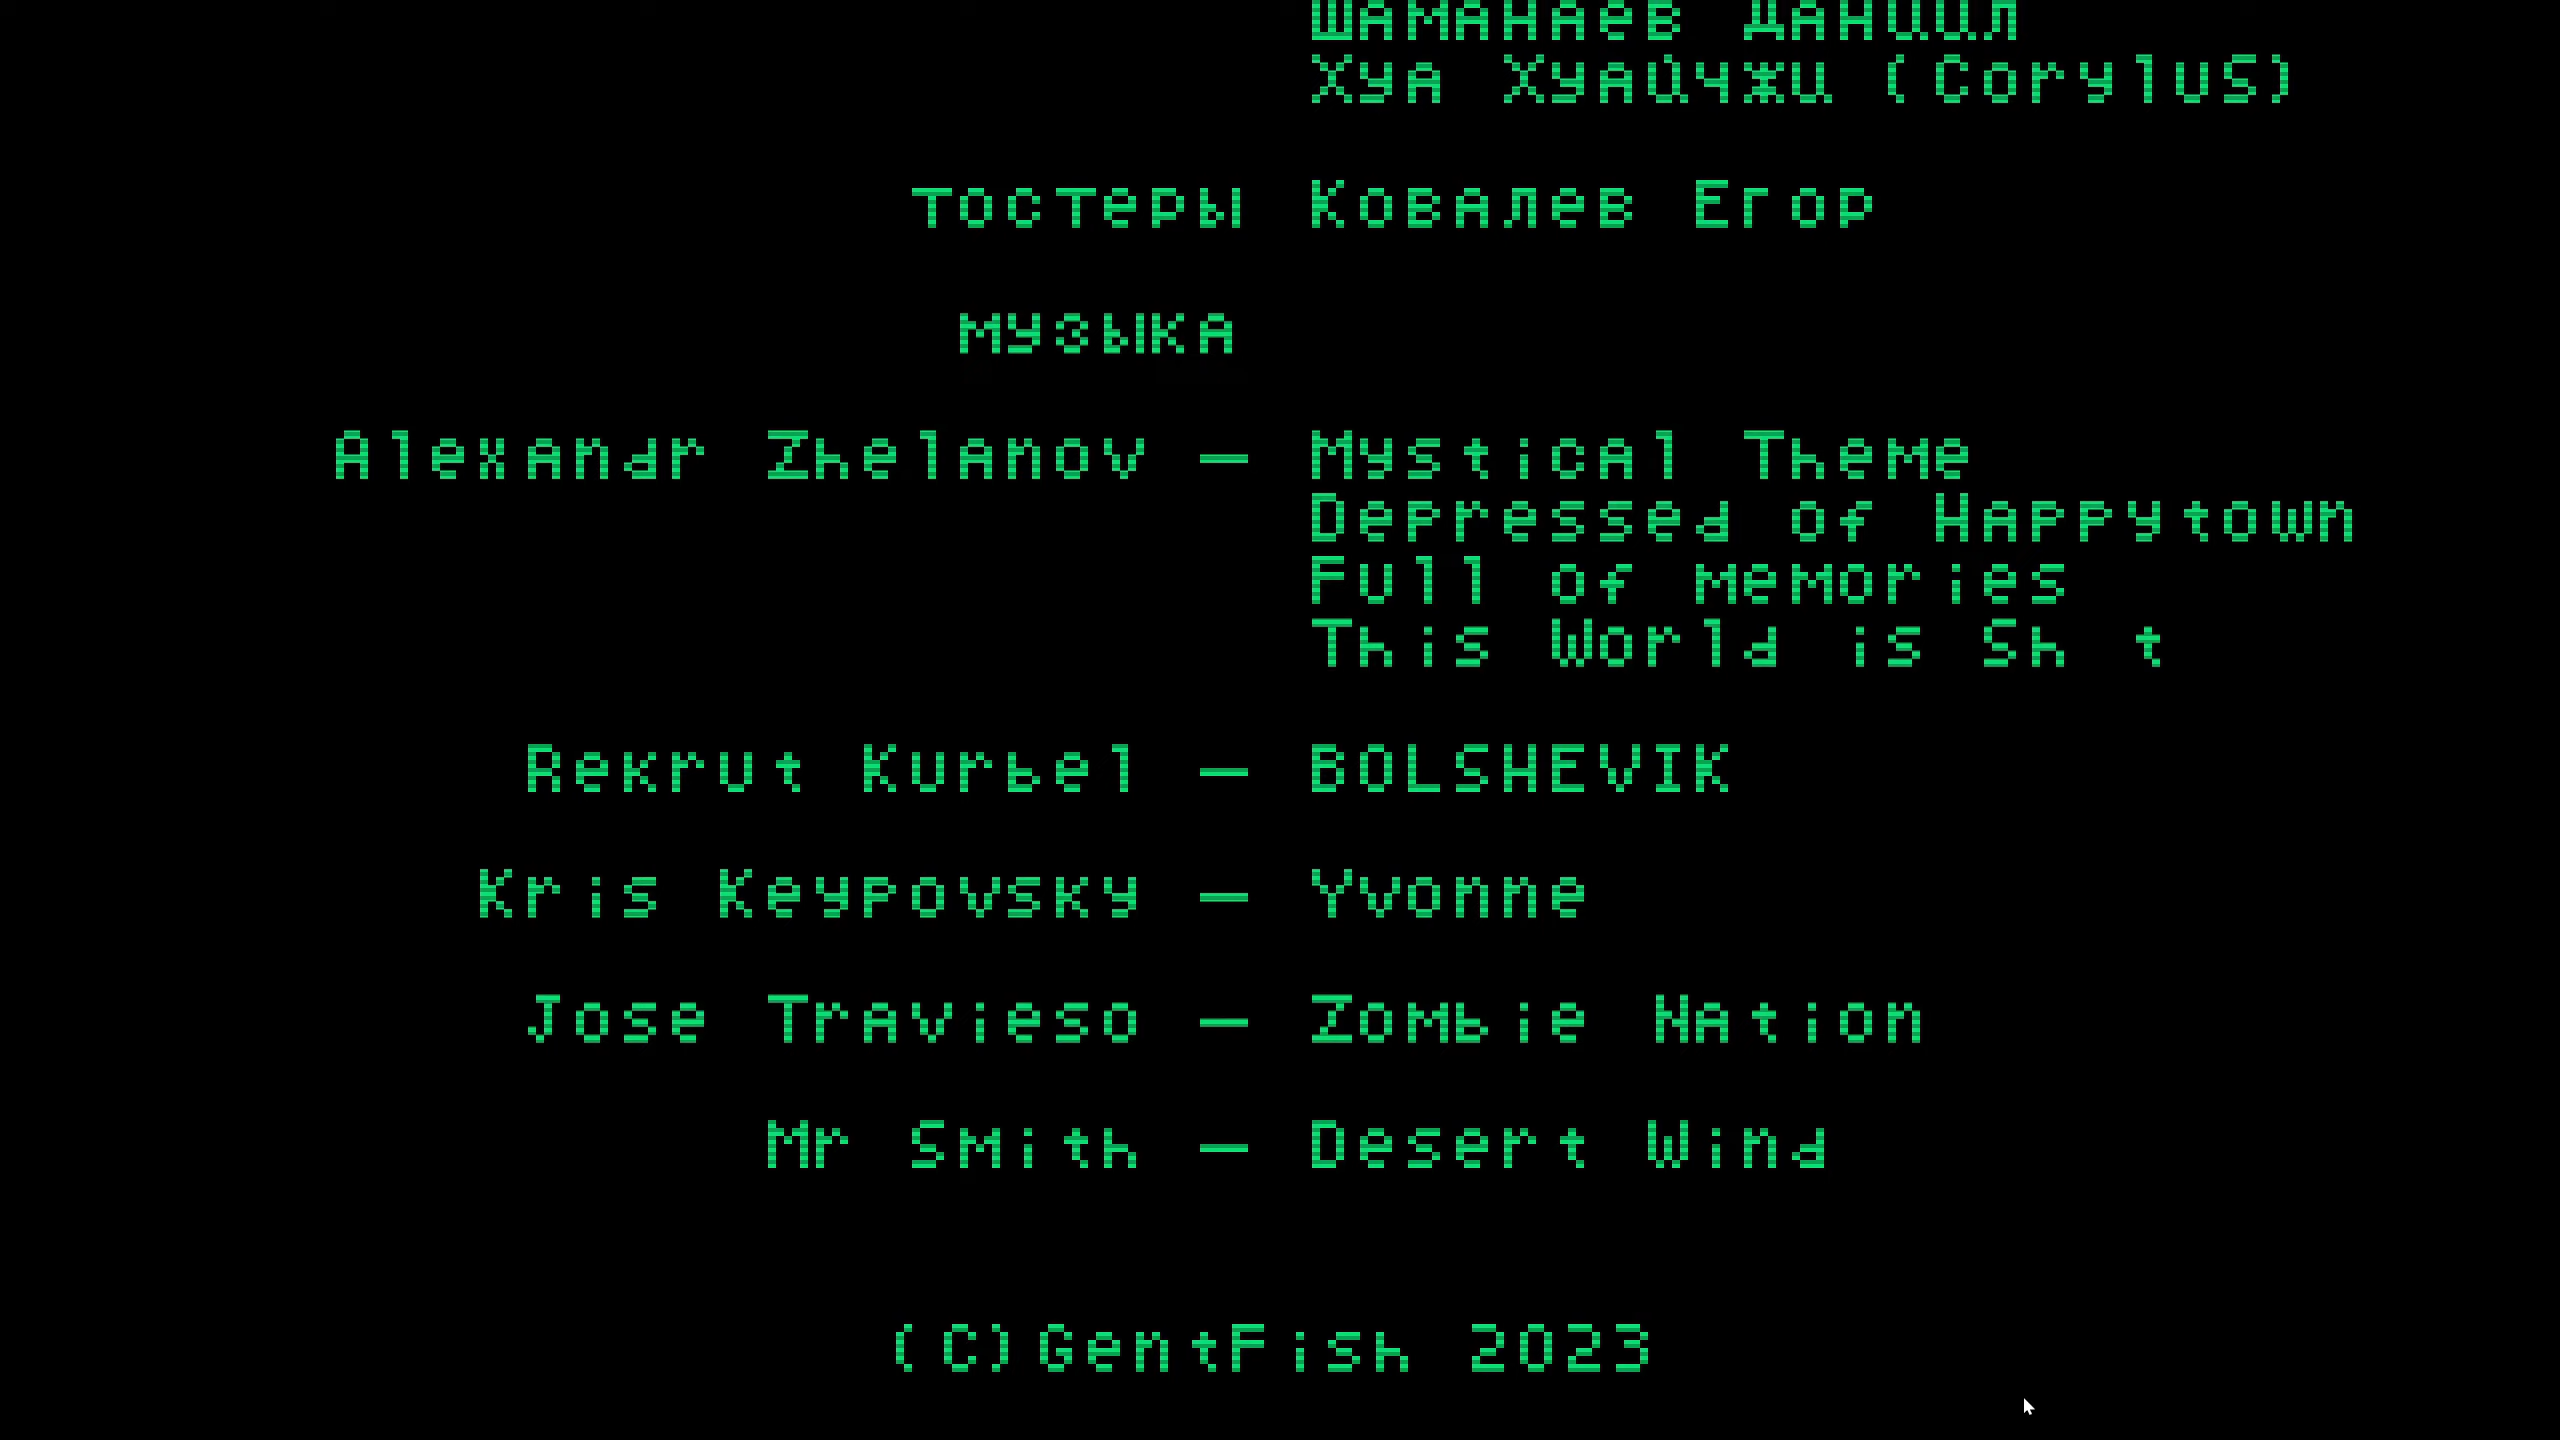 Шаманаев Даниил
Хуа Хуайчжи (Corylus)
тостеры Ковалев Егор
музыка
Alexandr Zhelanov — Mystical Theme
Depressed of Happytown
Full of memories
This World is Sh t
Rekrut Kurbel — BOLSHEVIK
Kris Keypovsky — Yvonne
Jose Travieso — Zombie Nation
Mr Smith — Desert Wind
(C)GentFish 2023